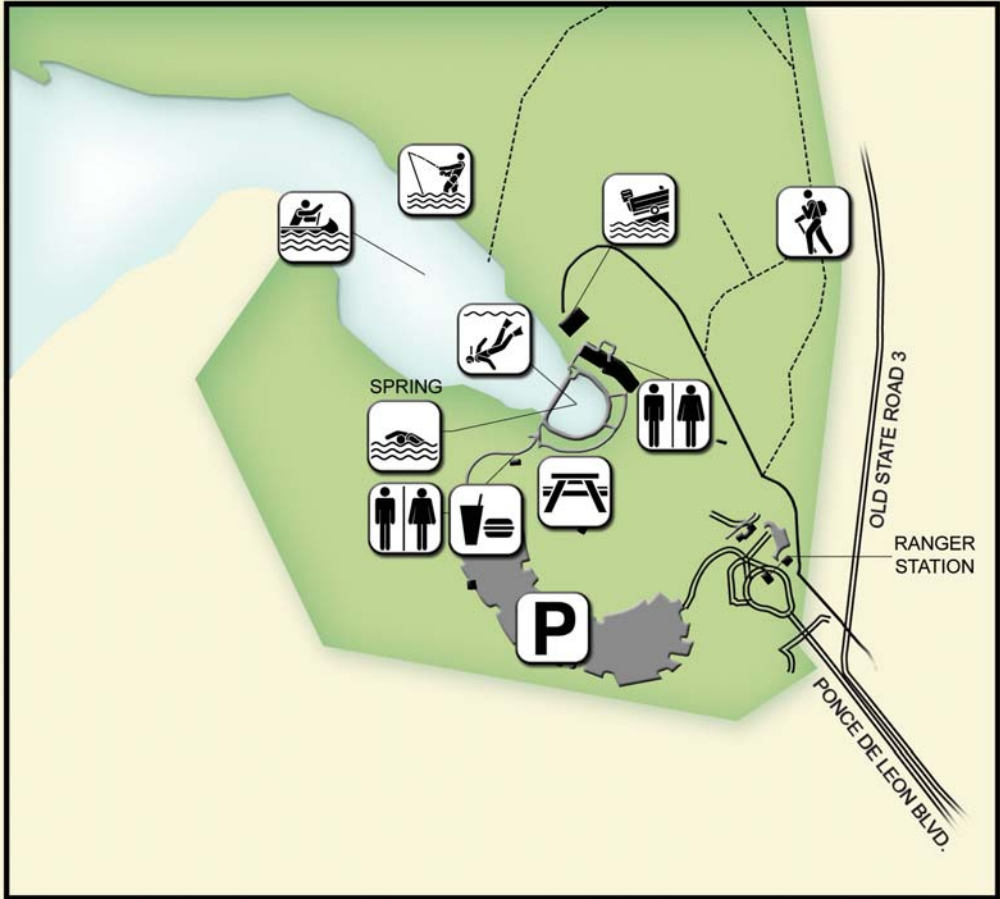 SPRING
OLD STATE ROAD 3
RANGER
STATION
P
PONCE DE LEON BLVD.